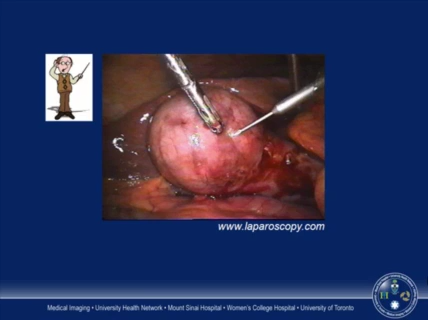 www.laparoscopy.com
Medical Imaging • University Health Network • Mount Sinai Hospital • Women's College Hospital • University of Toronto